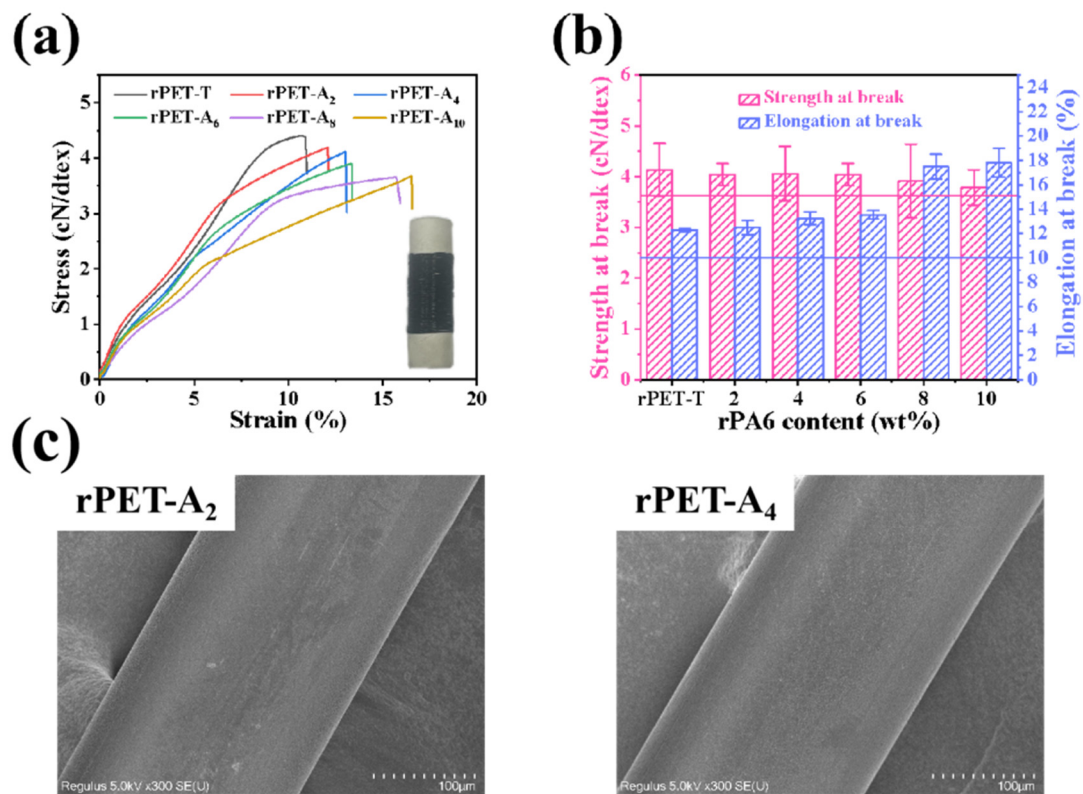 (a)
rPET-T rPET-A2 rPET-A4
rPET-A6 rPET-A8 rPET-A10
Stress (cN/dtex)
5
4
3
2
1
0
0 5 10 15 20
Strain (%)
(b)
Strength at break
Elongation at break
Strength at break (cN/dtex)
6
5
4
3
2
1
0
Elongation at break (%)
24
22
20
18
16
14
12
10
8
6
4
2
0
rPET-T 2 4 6 8 10
rPA6 content (wt%)
(c)
rPET-A2
Regulus 5.0kV x300 SE(U) 100μm
rPET-A4
Regulus 5.0kV x300 SE(U) 100μm